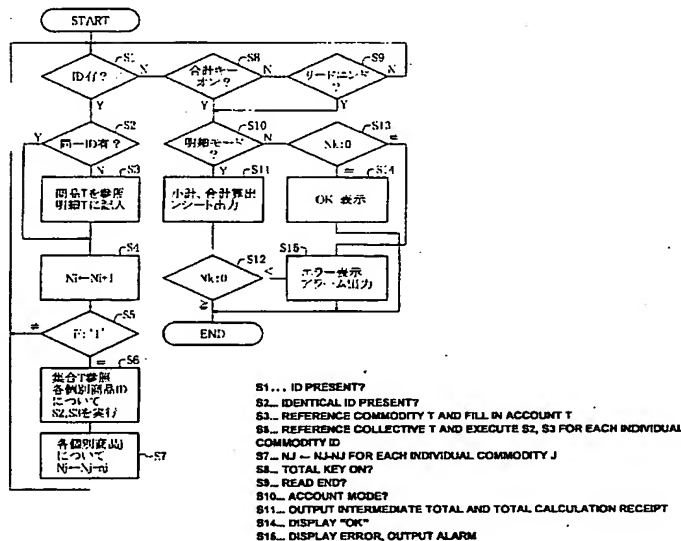 START
S1
ID有?
N
Y
S8
合計キー
オン?
N
Y
S9
リードエンド
?
N
Y
S2
同一ID有?
Y
N
S3
商品Tを参照
明細Tに記入
S10
明細モード
?
N
Y
S13
Nk:0
≠
=
S11
小計、合計算出
ンシート出力
S14
OK 表示
S4
Ni←Ni+1
S12
Nk:0
<
≧
S15
エラー表示
アラーム出力
S5
F:"1"
≠
=
END
S6
集合T参照
各個別商品ID
について
S2,S3を実行
S7
各個別商品j
について
Nj←Nj-nj
S1... ID PRESENT?
S2... IDENTICAL ID PRESENT?
S3... REFERENCE COMMODITY T AND FILL IN ACCOUNT T
S6... REFERENCE COLLECTIVE T AND EXECUTE S2, S3 FOR EACH INDIVIDUAL
COMMODITY ID
S7... NJ ← NJ-NJ FOR EACH INDIVIDUAL COMMODITY J
S8... TOTAL KEY ON?
S9... READ END?
S10... ACCOUNT MODE?
S11... OUTPUT INTERMEDIATE TOTAL AND TOTAL CALCULATION RECEIPT
S14... DISPLAY "OK"
S15... DISPLAY ERROR, OUTPUT ALARM